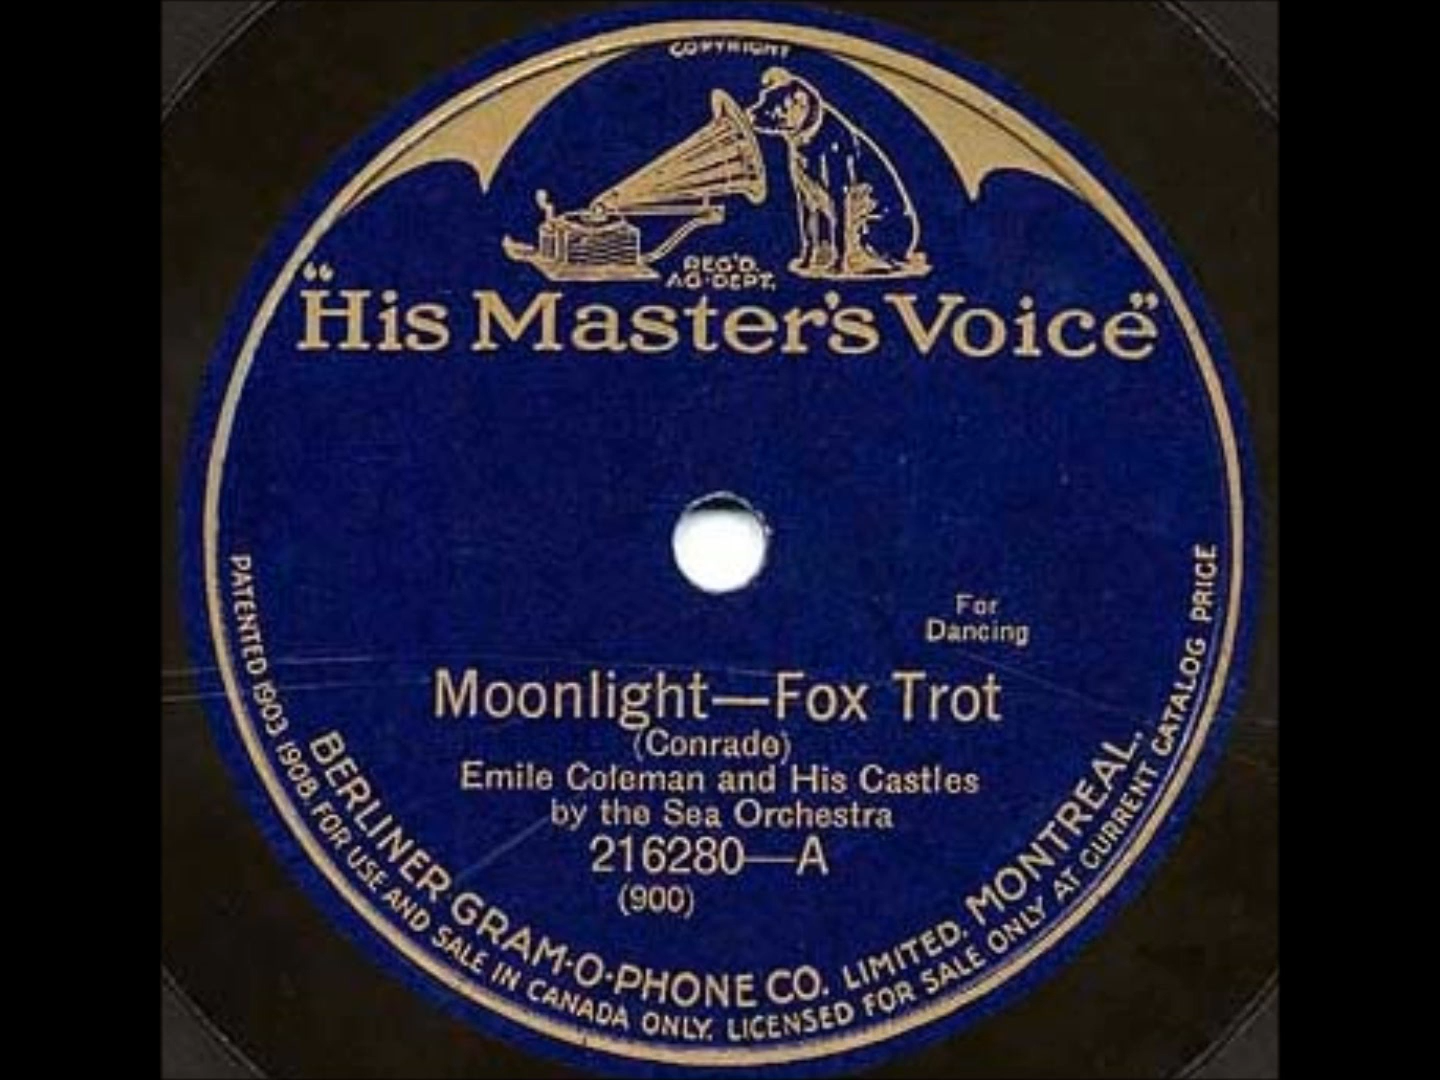 COPYRIGHT
REG'D.
AG·DEPT.
"His Master's Voice"
For
Dancing
Moonlight—Fox Trot
(Conrade)
Emile Coleman and His Castles
by the Sea Orchestra
216280—A
(900)
BERLINER GRAM-O-PHONE CO. LIMITED. MONTREAL.
PATENTED 1903 1908. FOR USE AND SALE IN CANADA ONLY. LICENSED FOR SALE ONLY AT CURRENT CATALOG PRICE